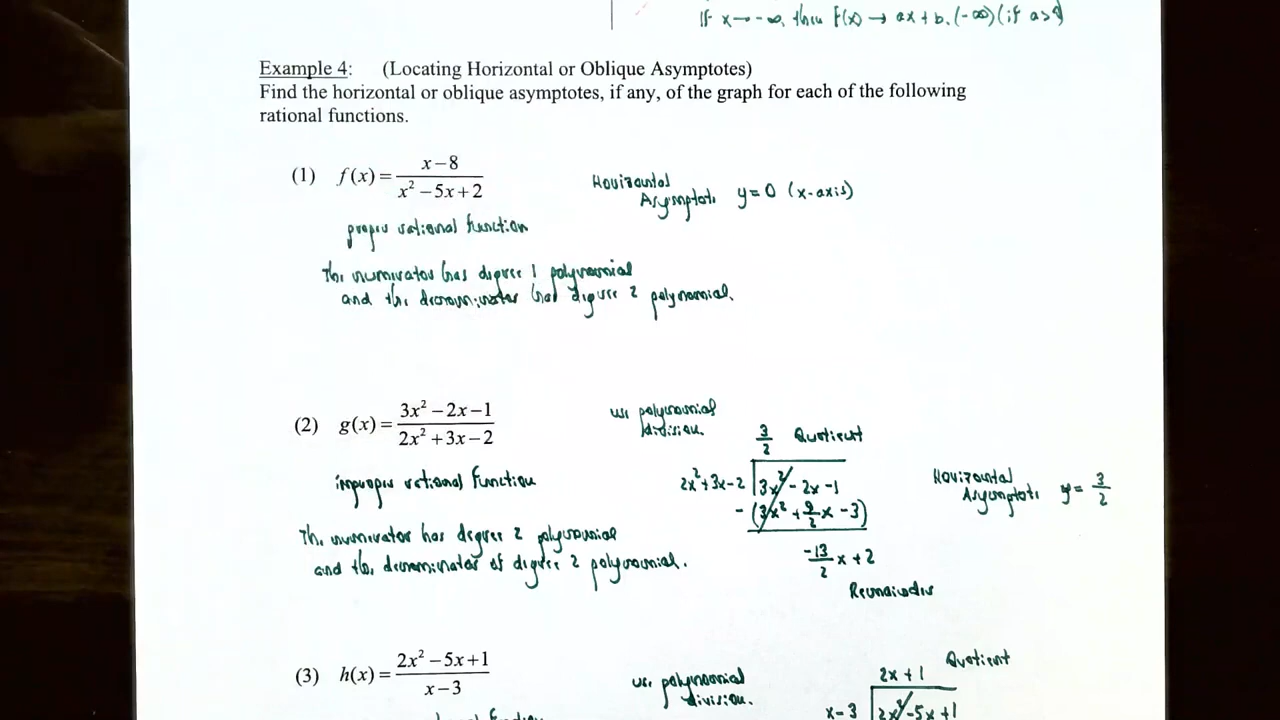 If x→-∞, then f(x) → ax+b. (-∞) (if a>0)
Example 4: (Locating Horizontal or Oblique Asymptotes)
Find the horizontal or oblique asymptotes, if any, of the graph for each of the following
rational functions.
(1) f(x) = (x-8)/(x² - 5x + 2)
Horizontal
Asymptote y=0 (x-axis)
proper rational function
The numerator has degree 1 polynomial
and the denominator has degree 2 polynomial.
(2) g(x) = (3x² - 2x - 1)/(2x² + 3x - 2)
use polynomial
division.
3/2 Quotient
2x²+3x-2 | 3x² - 2x - 1
- (3x² + 9/2 x - 3)
-13/2 x + 2
Remainder
Horizontal
Asymptote y = 3/2
improper rational function
The numerator has degree 2 polynomial
and the denominator of degree 2 polynomial.
(3) h(x) = (2x² - 5x + 1)/(x - 3)
use polynomial
division.
2x + 1 Quotient
x-3 | 2x² - 5x + 1